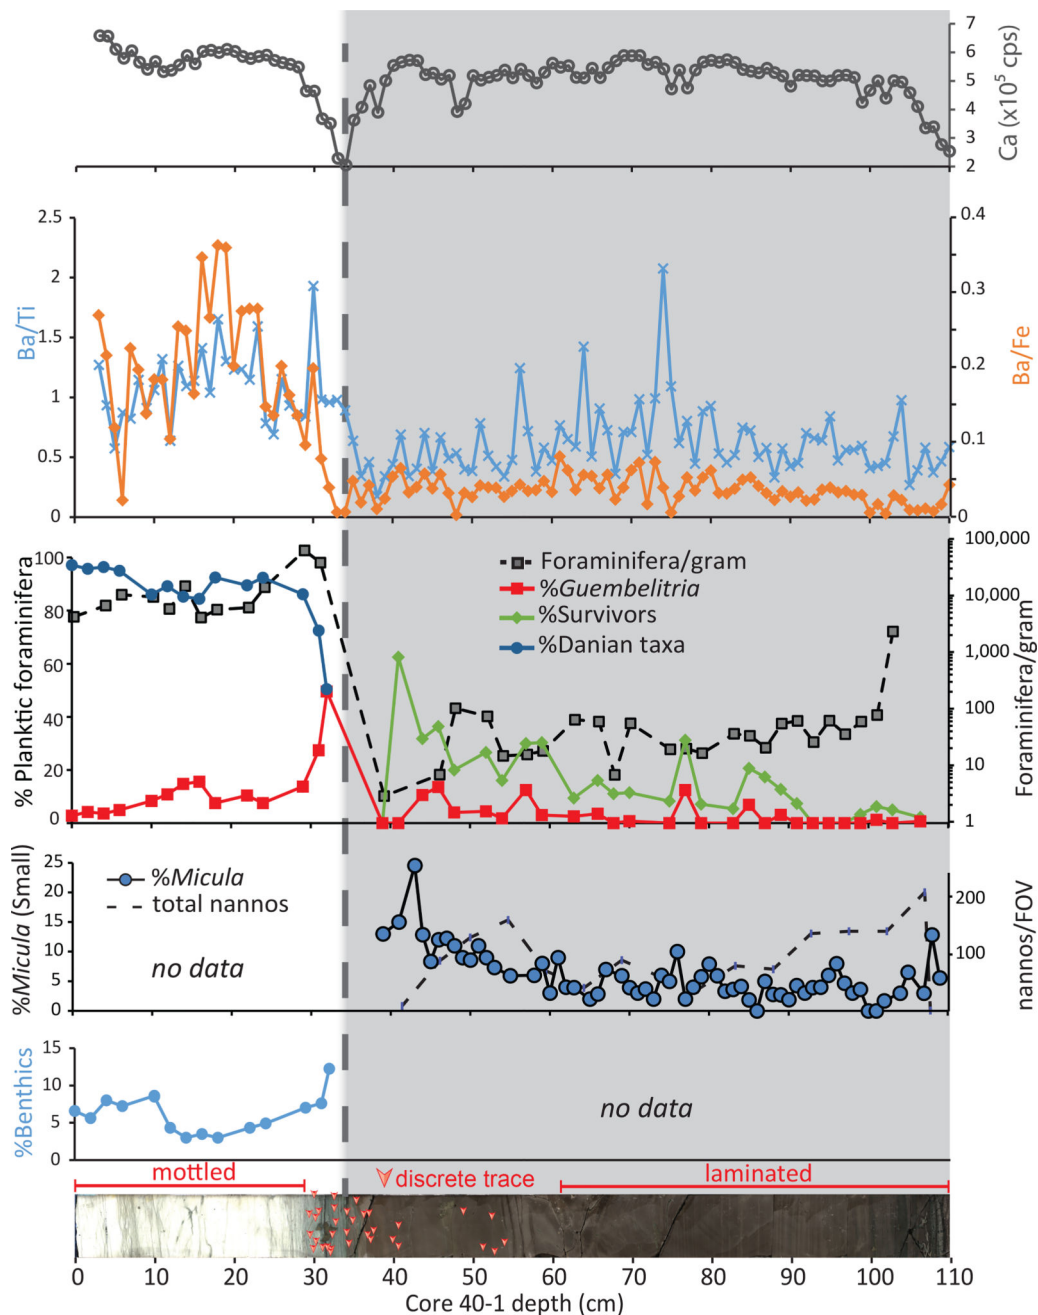 7
6
5
4
3
2
Ca (x10⁵ cps)
2.5
2
1.5
1
0.5
0
Ba/Ti
0.4
0.3
0.2
0.1
0
Ba/Fe
100
80
60
40
20
0
% Planktic foraminifera
Foraminifera/gram
%Guembelitria
%Survivors
%Danian taxa
100,000
10,000
1,000
100
10
1
Foraminifera/gram
25
20
15
10
5
0
%Micula (Small)
%Micula
total nannos
no data
200
100
nannos/FOV
15
10
5
0
%Benthics
no data
mottled
discrete trace
laminated
0 10 20 30 40 50 60 70 80 90 100 110
Core 40-1 depth (cm)